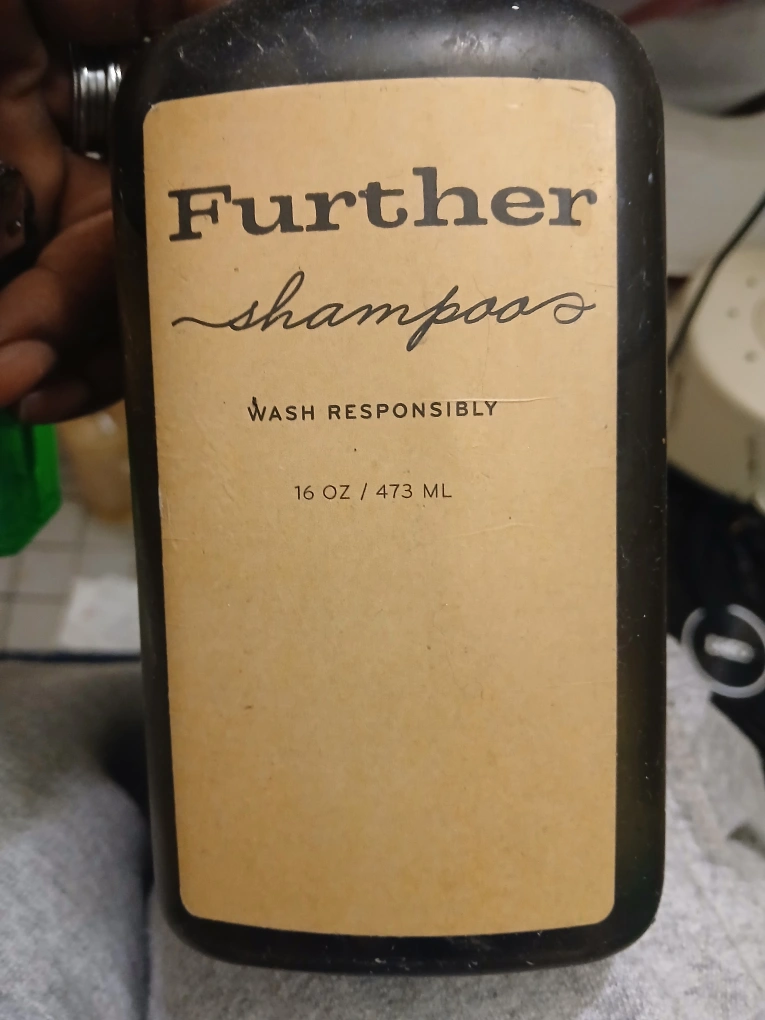 Further
shampoo
WASH RESPONSIBLY
16 OZ / 473 ML